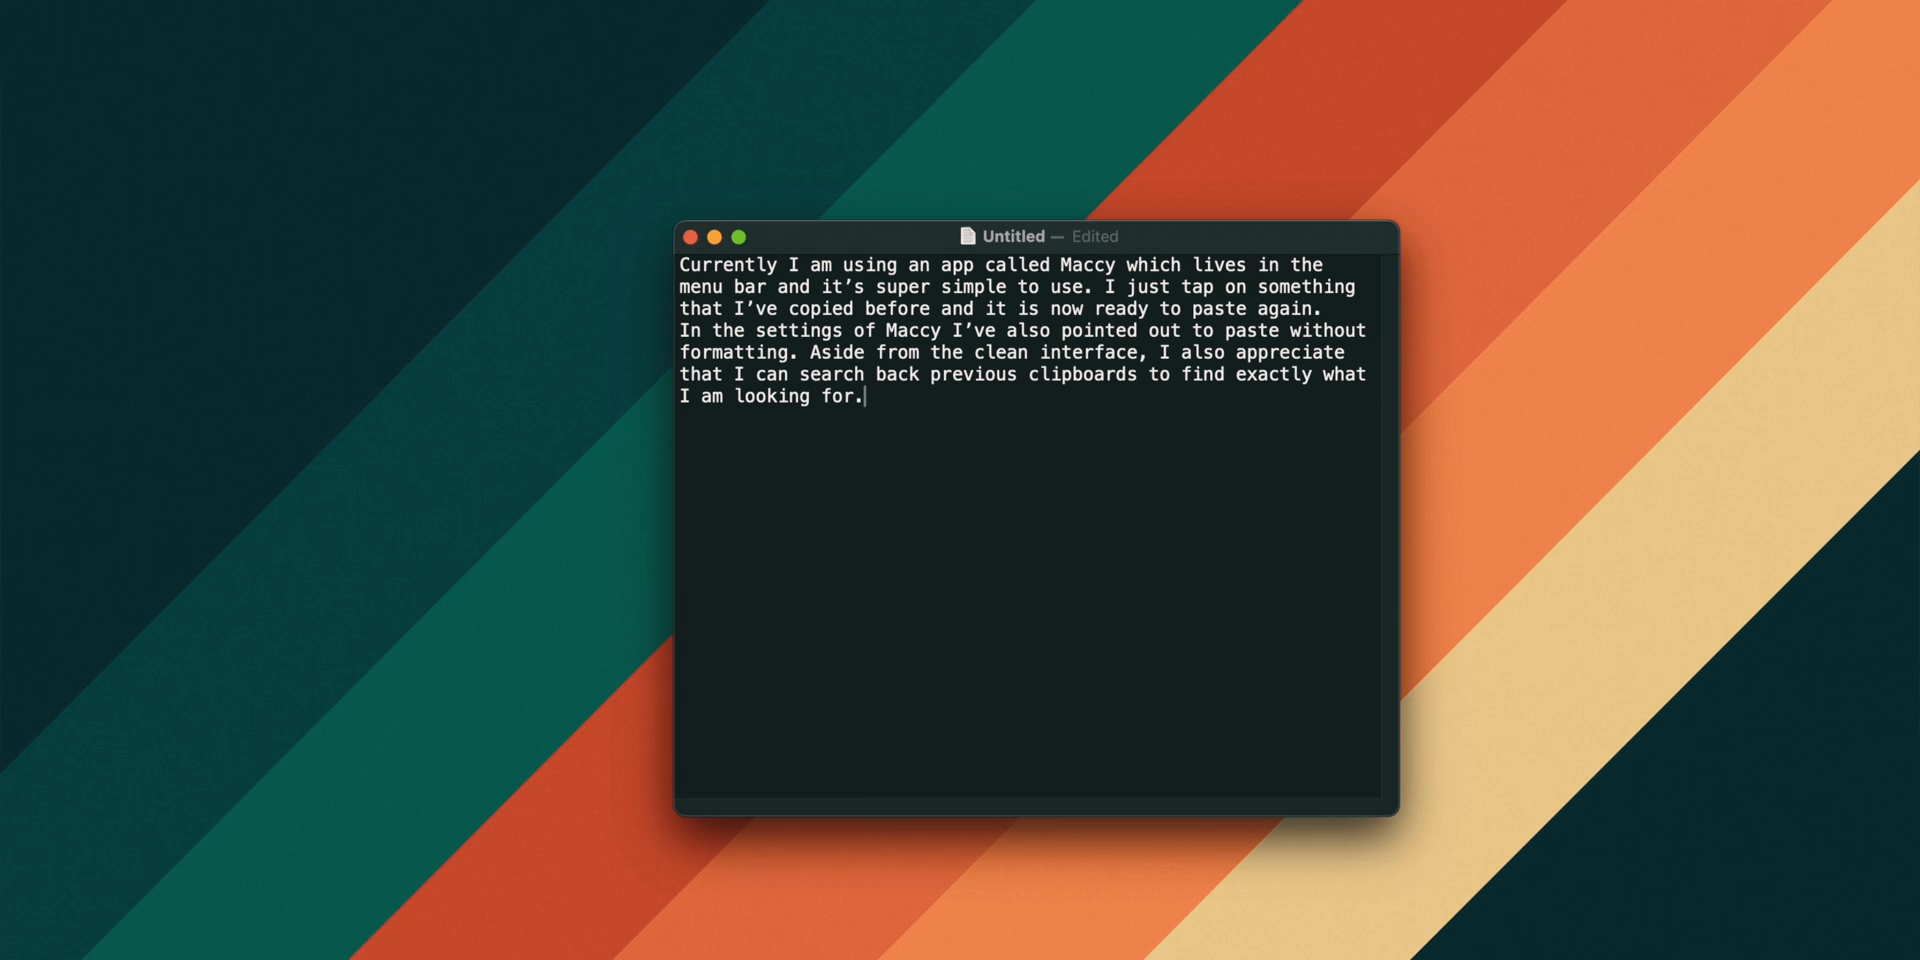 Untitled — Edited
Currently I am using an app called Maccy which lives in the
menu bar and it’s super simple to use. I just tap on something
that I’ve copied before and it is now ready to paste again.
In the settings of Maccy I’ve also pointed out to paste without
formatting. Aside from the clean interface, I also appreciate
that I can search back previous clipboards to find exactly what
I am looking for.